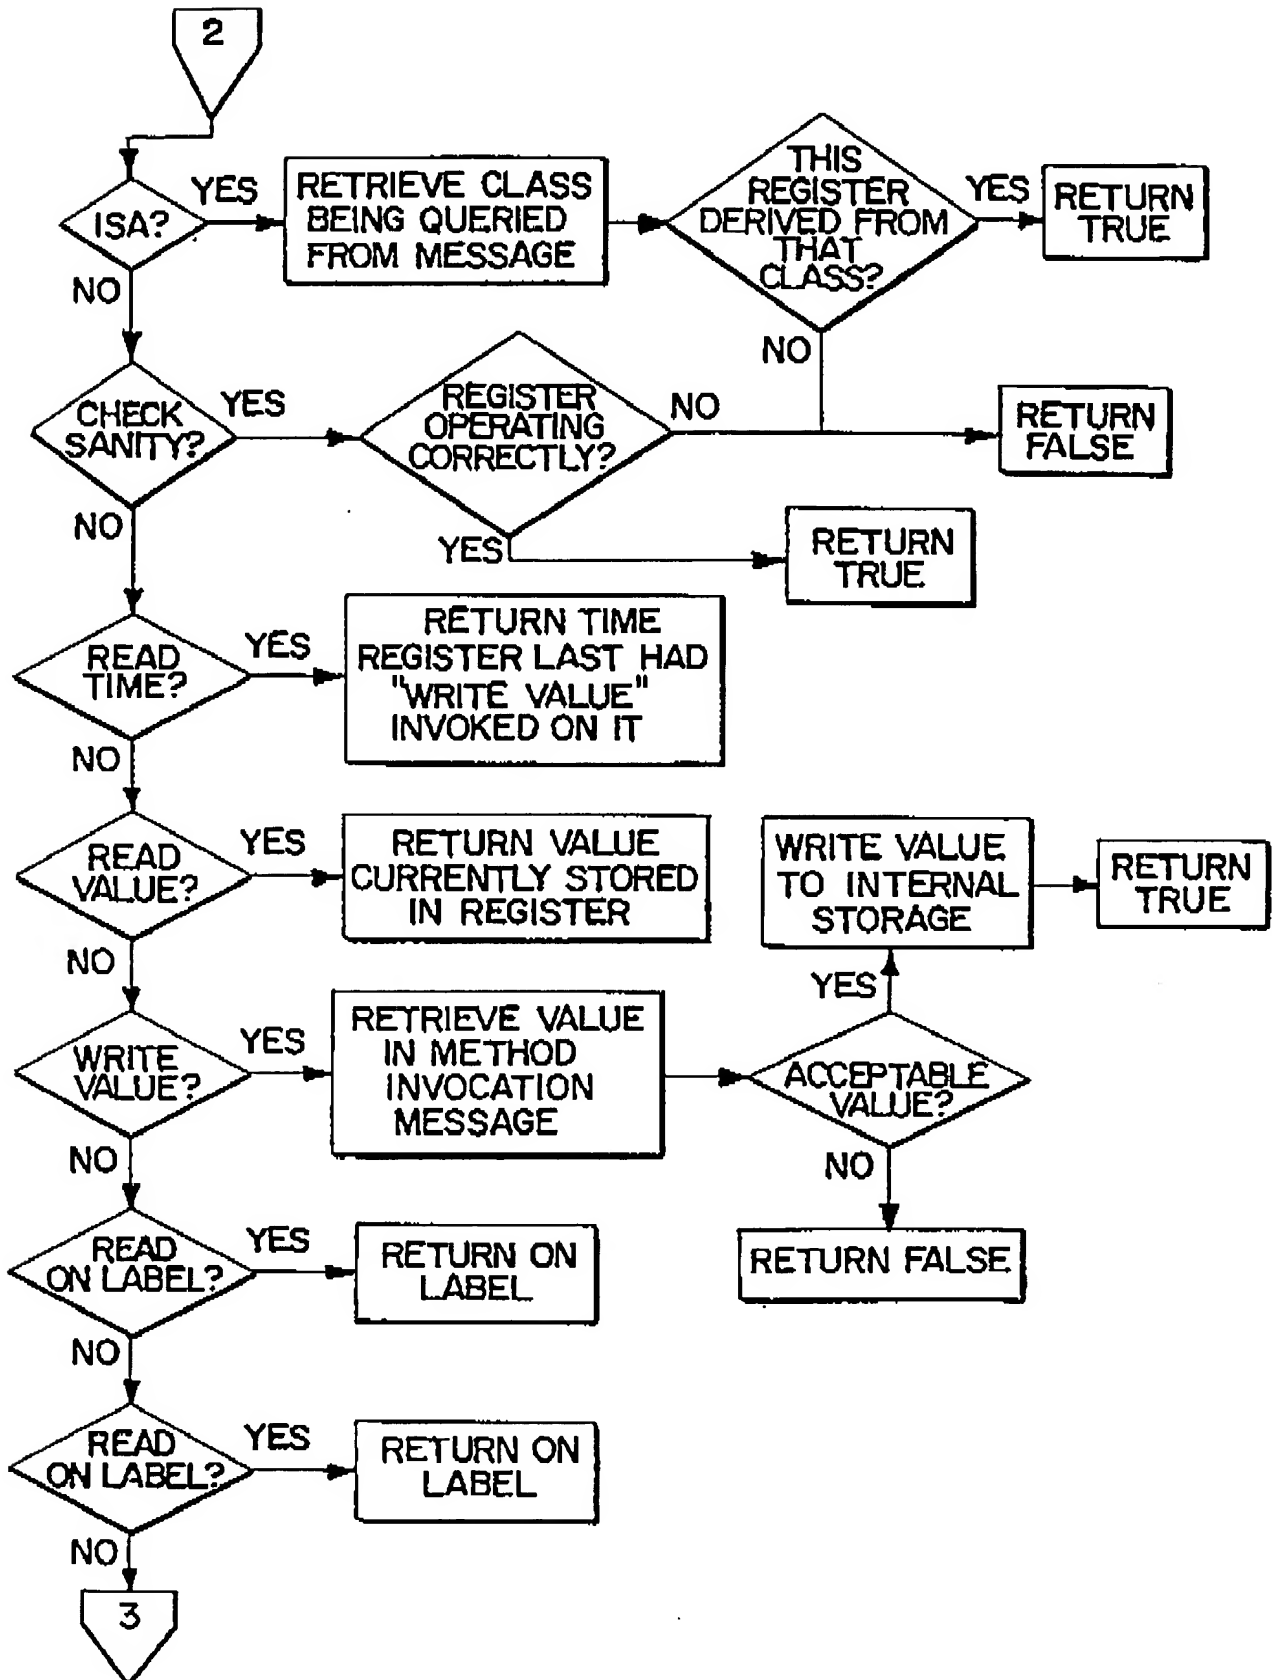 2
ISA?
YES
RETRIEVE CLASS
BEING QUERIED
FROM MESSAGE
THIS
REGISTER
DERIVED FROM
THAT
CLASS?
YES
RETURN
TRUE
NO
NO
CHECK
SANITY?
YES
REGISTER
OPERATING
CORRECTLY?
NO
RETURN
FALSE
YES
RETURN
TRUE
NO
READ
TIME?
YES
RETURN TIME
REGISTER LAST HAD
"WRITE VALUE"
INVOKED ON IT
NO
READ
VALUE?
YES
RETURN VALUE
CURRENTLY STORED
IN REGISTER
WRITE VALUE
TO INTERNAL
STORAGE
RETURN
TRUE
NO
YES
WRITE
VALUE?
YES
RETRIEVE VALUE
IN METHOD
INVOCATION
MESSAGE
ACCEPTABLE
VALUE?
NO
NO
RETURN FALSE
READ
ON LABEL?
YES
RETURN ON
LABEL
NO
READ
ON LABEL?
YES
RETURN ON
LABEL
NO
3